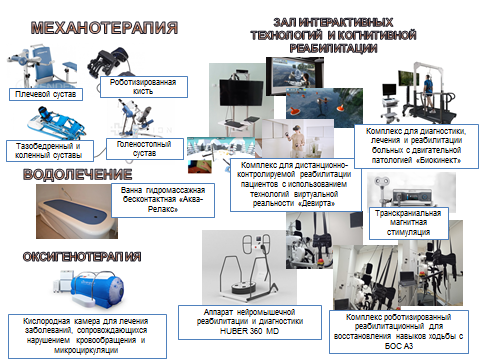 МЕХАНОТЕРАПИЯ
Плечевой сустав
Роботизированная
кисть
Тазобедренный и
коленный суставы
Голеностопный
сустав
ВОДОЛЕЧЕНИЕ
Ванна гидромассажная
бесконтактная «Аква-
Релакс»
ОКСИГЕНОТЕРАПИЯ
Кислородная камера для лечения
заболеваний, сопровождающихся
нарушением кровообращения и
микроциркуляции
ЗАЛ ИНТЕРАКТИВНЫХ
ТЕХНОЛОГИЙ И КОГНИТИВНОЙ
РЕАБИЛИТАЦИИ
Комплекс для дистанционно-
контролируемой реабилитации
пациентов с использованием
технологий виртуальной
реальности «Девирта»
Комплекс для диагностики,
лечения и реабилитации
больных с двигательной
патологией «Биокинект»
Транскраниальная
магнитная
стимуляция
Аппарат нейромышечной
реабилитации и диагностики
HUBER 360 MD
Комплекс роботизированный
реабилитационный для
восстановления навыков ходьбы с
БОС А3